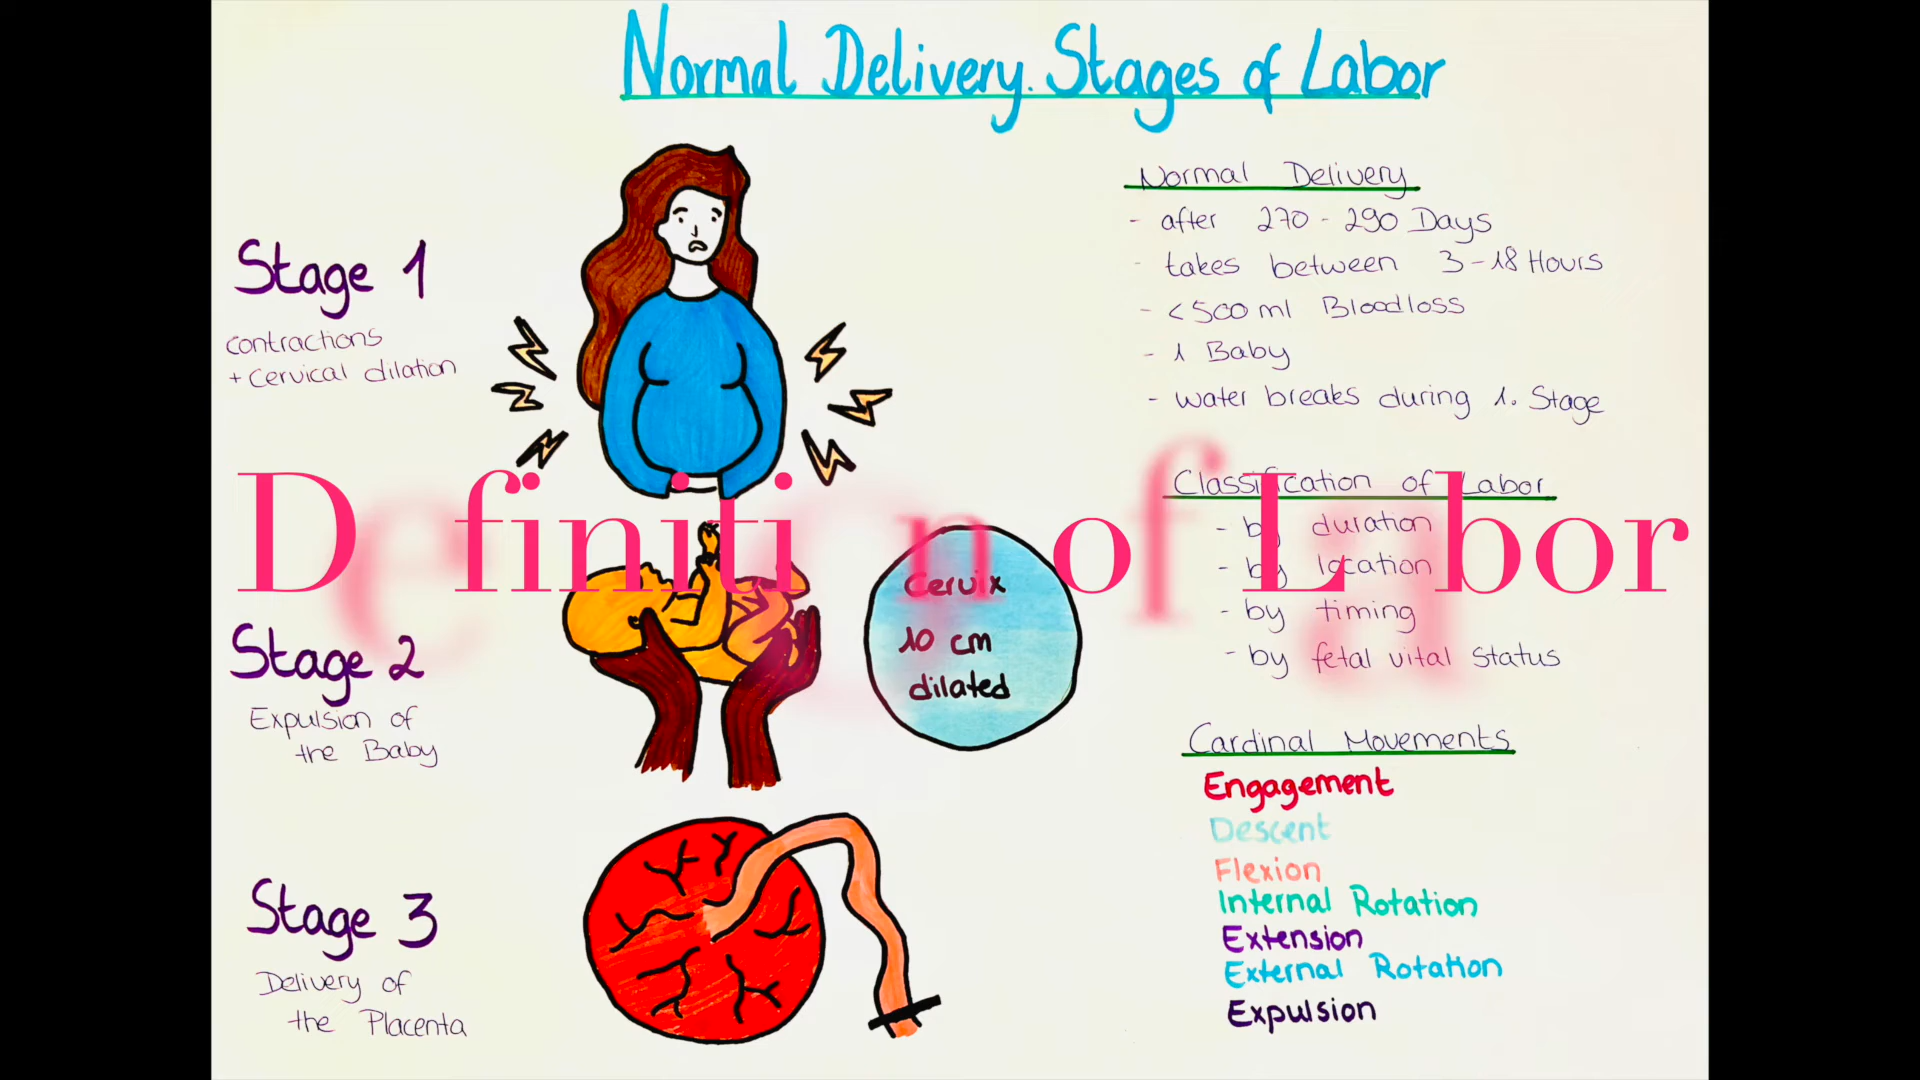 Normal Delivery. Stages of Labor
Stage 1
contractions
+ Cervical dilation
Stage 2
Expulsion of
the Baby
Stage 3
Delivery of
the Placenta
Cervix
10 cm
dilated
Normal Delivery
- after 270 - 290 Days
- takes between 3-18 Hours
- <500 ml Bloodloss
- 1 Baby
- water breaks during 1. Stage
Classification of Labor
- by duration
- by location
- by timing
- by fetal vital status
Cardinal Movements
Engagement
Descent
Flexion
Internal Rotation
Extension
External Rotation
Expulsion
Definition of Labor